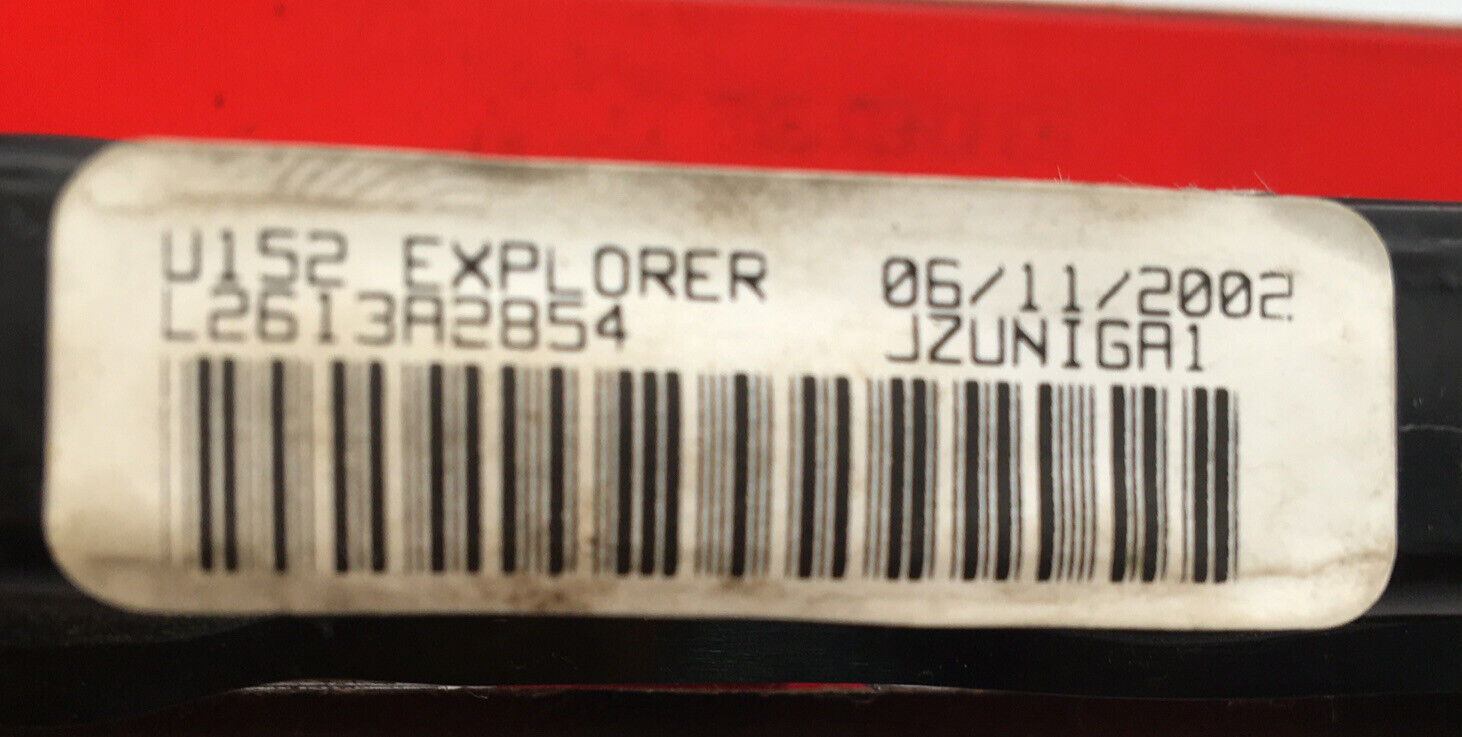 U152 EXPLORER 06/11/2002
L2613A2854 JZUNIGA1